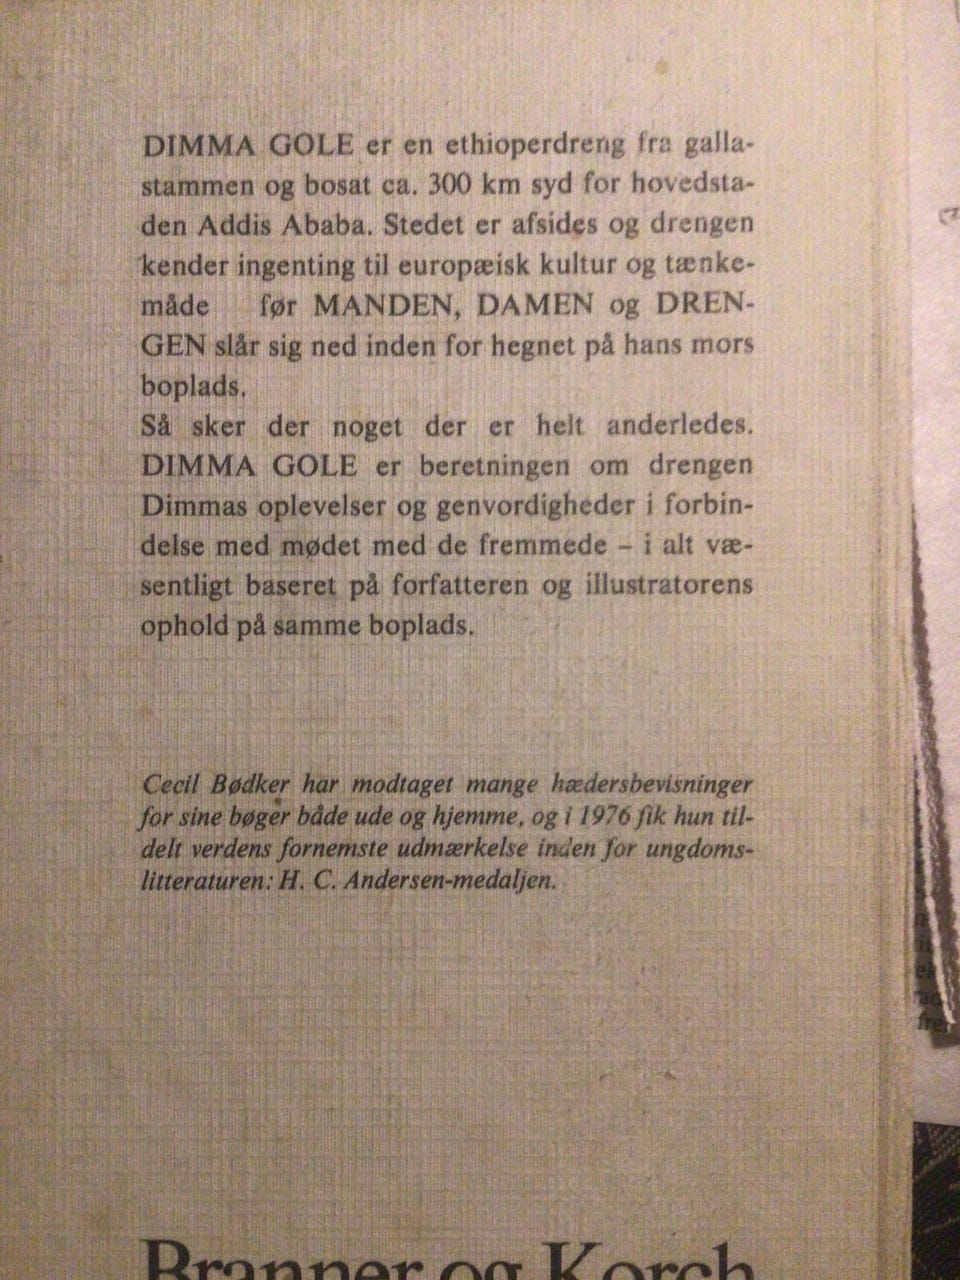 DIMMA GOLE er en ethioperdreng fra galla-
stammen og bosat ca. 300 km syd for hovedsta-
den Addis Ababa. Stedet er afsides og drengen
kender ingenting til europæisk kultur og tænke-
måde før MANDEN, DAMEN og DREN-
GEN slår sig ned inden for hegnet på hans mors
boplads.
Så sker der noget der er helt anderledes.
DIMMA GOLE er beretningen om drengen
Dimmas oplevelser og genvordigheder i forbin-
delse med mødet med de fremmede – i alt væ-
sentligt baseret på forfatteren og illustratorens
ophold på samme boplads.
Cecil Bødker har modtaget mange hædersbevisninger
for sine bøger både ude og hjemme, og i 1976 fik hun til-
delt verdens fornemste udmærkelse inden for ungdoms-
litteraturen: H. C. Andersen-medaljen.
Branner og Korch